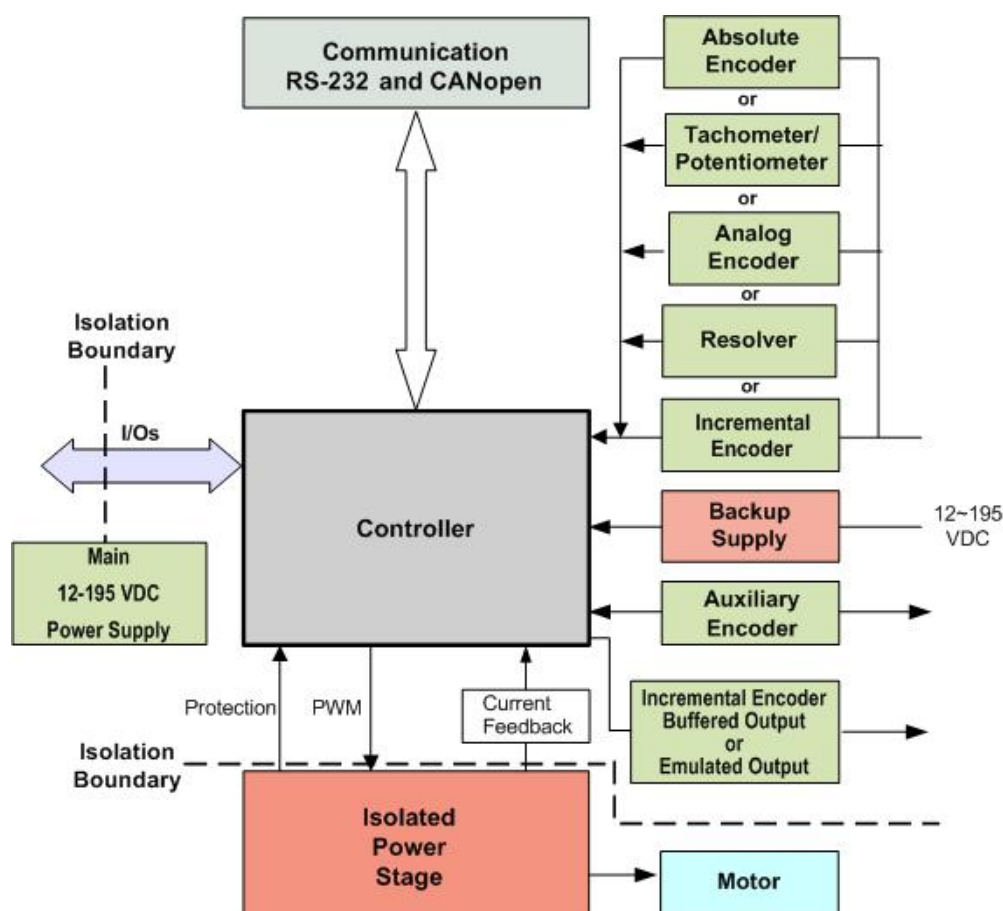 Communication
RS-232 and CANopen
Absolute
Encoder
or
Tachometer/
Potentiometer
or
Analog
Encoder
or
Resolver
or
Incremental
Encoder
Isolation
Boundary
I/Os
Controller
Backup
Supply
12~195
VDC
Main
12-195 VDC
Power Supply
Auxiliary
Encoder
Protection
PWM
Current
Feedback
Incremental Encoder
Buffered Output
or
Emulated Output
Isolation
Boundary
Isolated
Power
Stage
Motor